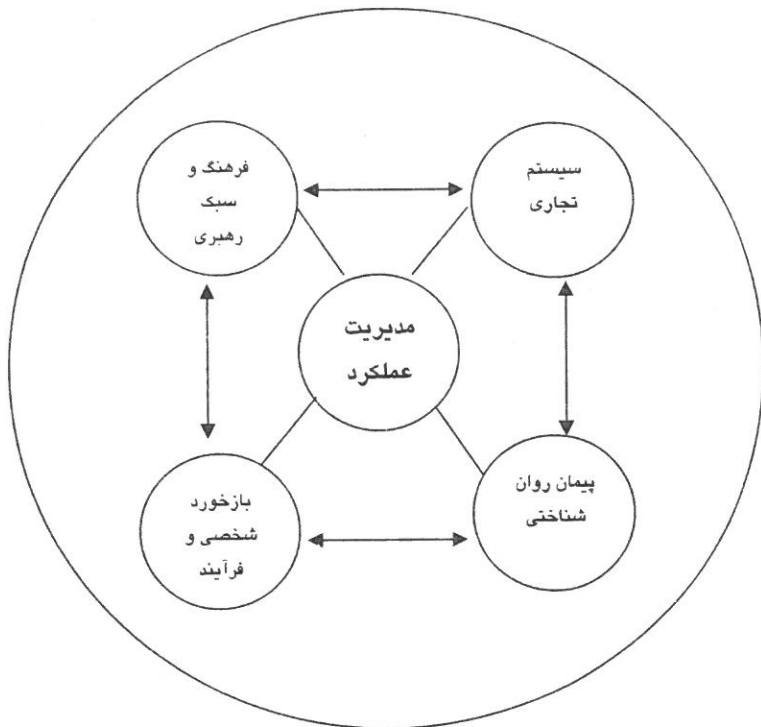 سیستم
تجاری
فرهنگ و
سبک
رهبری
مدیریت
عملکرد
پیمان روان
شناختی
بازخورد
شخصی و
فرآیند